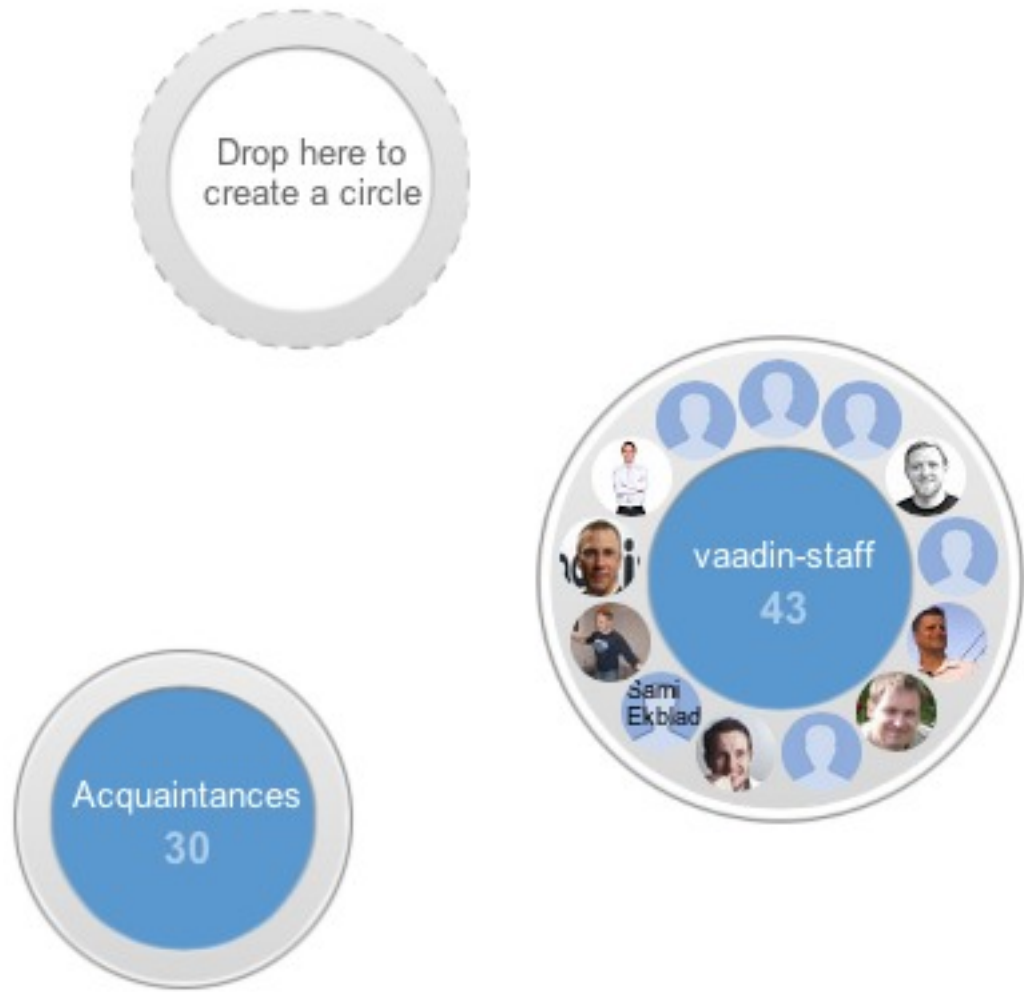 Drop here to
create a circle
vaadin-staff
43
Sami
Ekblad
Acquaintances
30